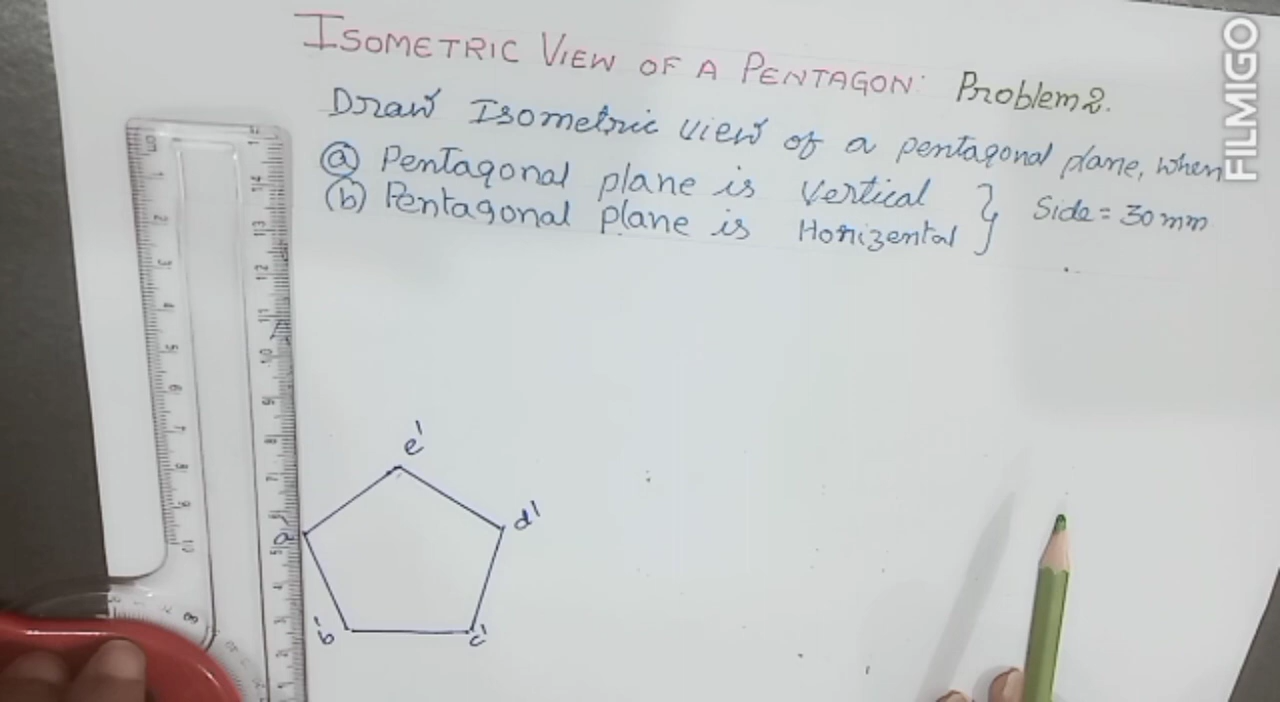 ISOMETRIC VIEW OF A PENTAGON: Problem 2.
Draw Isometric view of a pentagonal plane, when
(a) Pentagonal plane is Vertical
(b) Pentagonal plane is Horizental
} Side = 30 mm
e'
d'
a'
b'
c'
FILMIGO